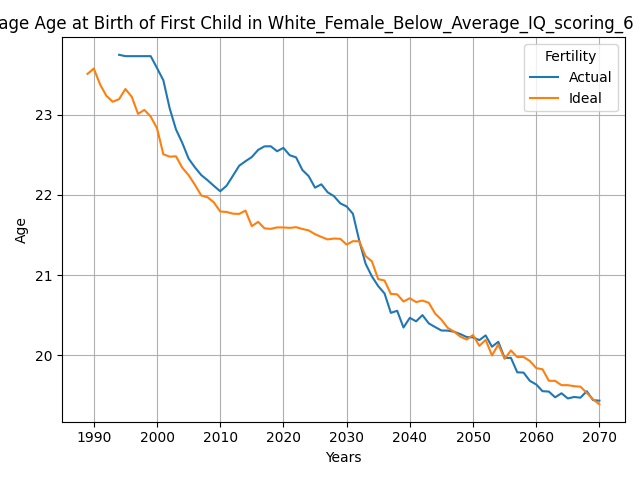 age Age at Birth of First Child in White_Female_Below_Average_IQ_scoring_6
Fertility
Actual
Ideal
Age
23
22
21
20
1990 2000 2010 2020 2030 2040 2050 2060 2070
Years